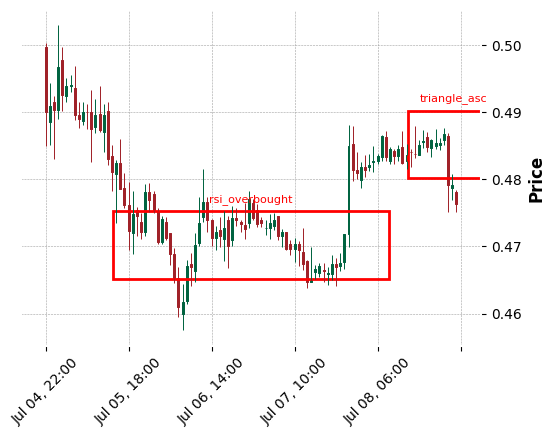 0.50
triangle_asc
0.49
0.48
rsi_overbought
0.47
0.46
Price
Jul 04, 22:00
Jul 05, 18:00
Jul 06, 14:00
Jul 07, 10:00
Jul 08, 06:00